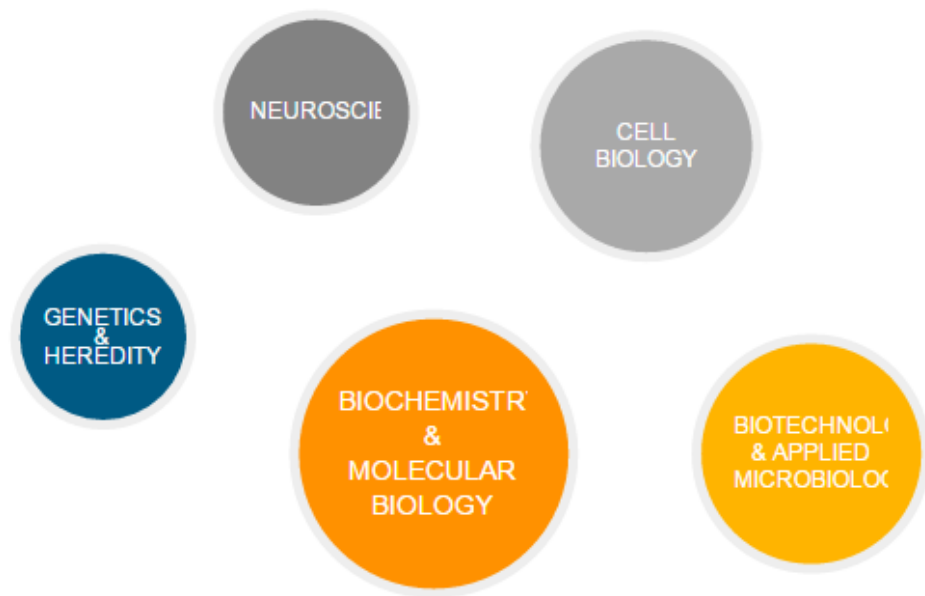 NEUROSCIE
CELL
BIOLOGY
GENETICS
&
HEREDITY
BIOCHEMISTR
&
MOLECULAR
BIOLOGY
BIOTECHNOL
& APPLIED
MICROBIOLO